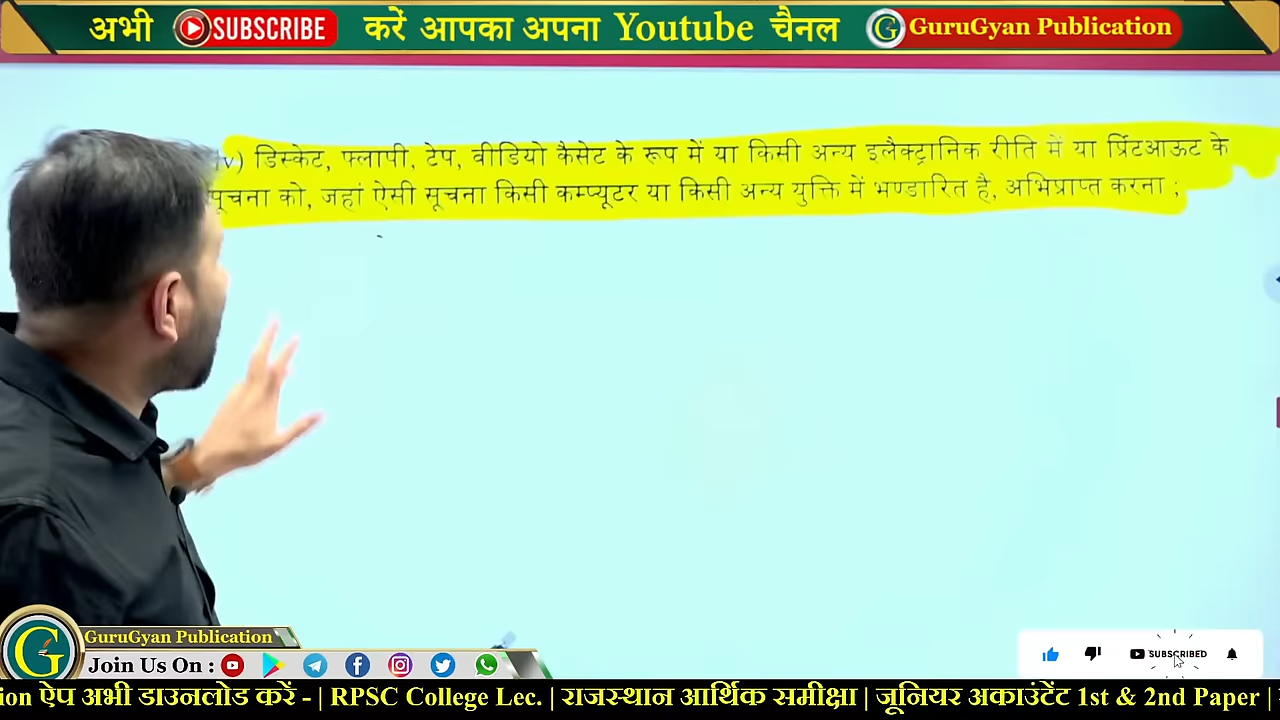 अभी SUBSCRIBE करें आपका अपना Youtube चैनल G GuruGyan Publication
iv) डिस्केट, फ्लापी, टेप, वीडियो कैसेट के रूप में या किसी अन्य इलैक्ट्रानिक रीति में या प्रिंटआऊट के
सूचना को, जहां ऐसी सूचना किसी कम्प्यूटर या किसी अन्य युक्ति में भण्डारित है, अभिप्राप्त करना ;
G GuruGyan Publication
Join Us On :
SUBSCRIBED
ion ऐप अभी डाउनलोड करें - | RPSC College Lec. | राजस्थान आर्थिक समीक्षा | जूनियर अकाउंटेंट 1st & 2nd Paper |